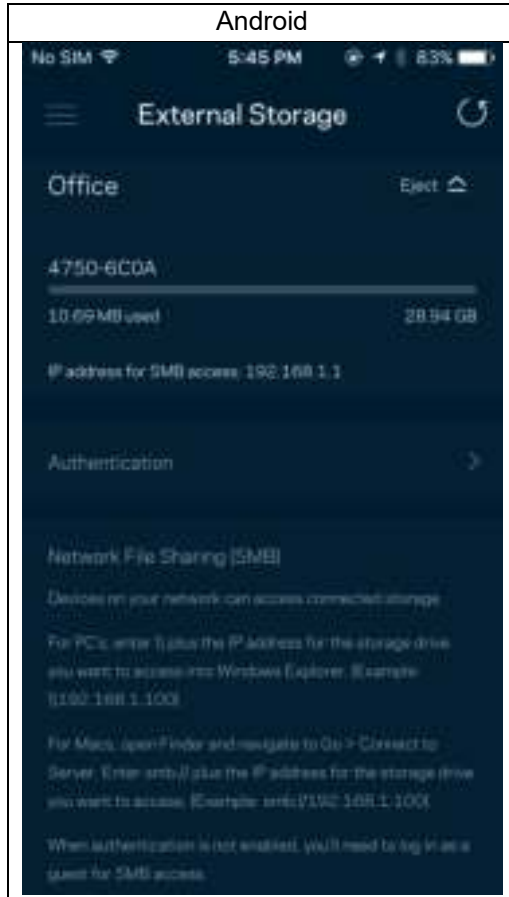 Android
No SIM 5:45 PM 83%
External Storage
Office Eject
4750-6C0A
10.69 MB used 28.94 GB
IP address for SMB access: 192.168.1.1
Authentication >
Network File Sharing (SMB)
Devices on your network can access connected storage.
For PC's, enter \\ plus the IP address for the storage drive
you want to access into Windows Explorer. (Example:
\\192.168.1.100)
For Macs, open Finder and navigate to Go > Connect to
Server. Enter smb:// plus the IP address for the storage drive
you want to access. (Example: smb://192.168.1.100)
When authentication is not enabled, you'll need to log in as a
guest for SMB access.